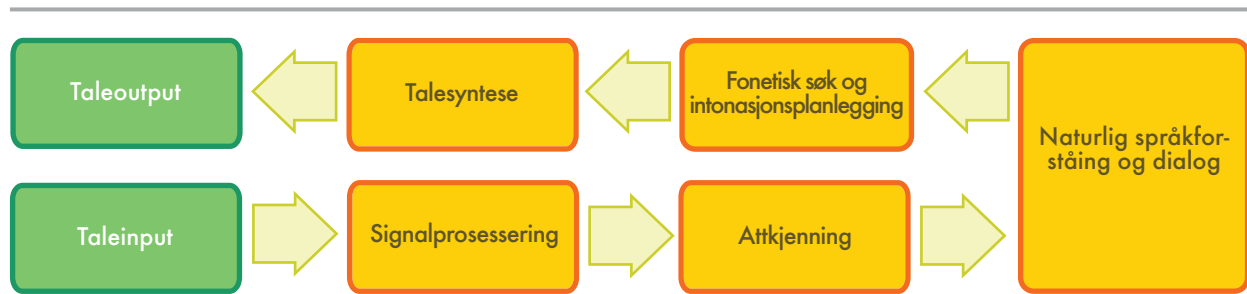 Taleoutput
Talesyntese
Fonetisk søk og
intonasjonsplanlegging
Naturlig språkfor-
ståing og dialog
Taleinput
Signalprosessering
Attkjenning